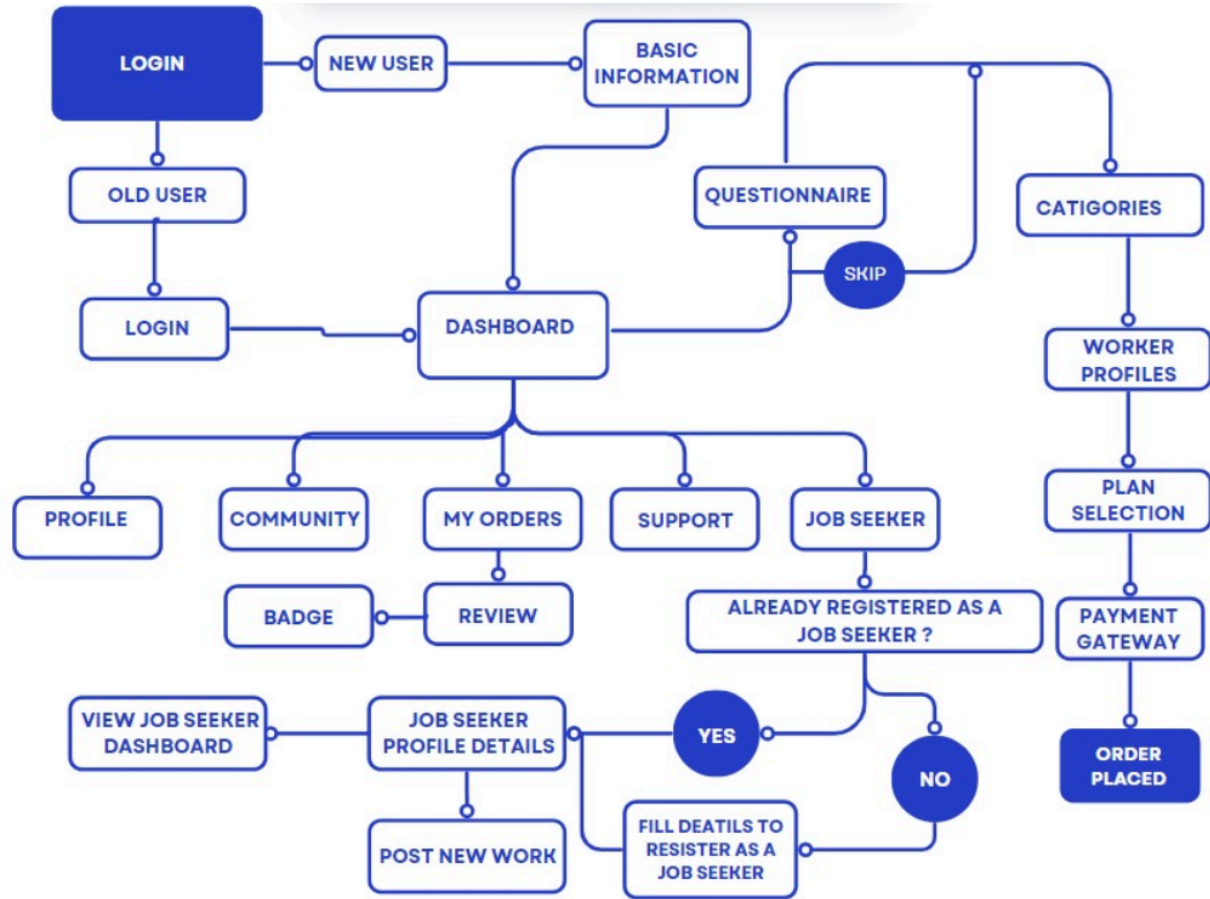 LOGIN
NEW USER
BASIC
INFORMATION
OLD USER
QUESTIONNAIRE
CATIGORIES
SKIP
LOGIN
DASHBOARD
WORKER
PROFILES
PROFILE
COMMUNITY
MY ORDERS
SUPPORT
JOB SEEKER
PLAN
SELECTION
BADGE
REVIEW
ALREADY REGISTERED AS A
JOB SEEKER ?
PAYMENT
GATEWAY
VIEW JOB SEEKER
DASHBOARD
JOB SEEKER
PROFILE DETAILS
YES
NO
ORDER
PLACED
POST NEW WORK
FILL DEATILS TO
RESISTER AS A
JOB SEEKER